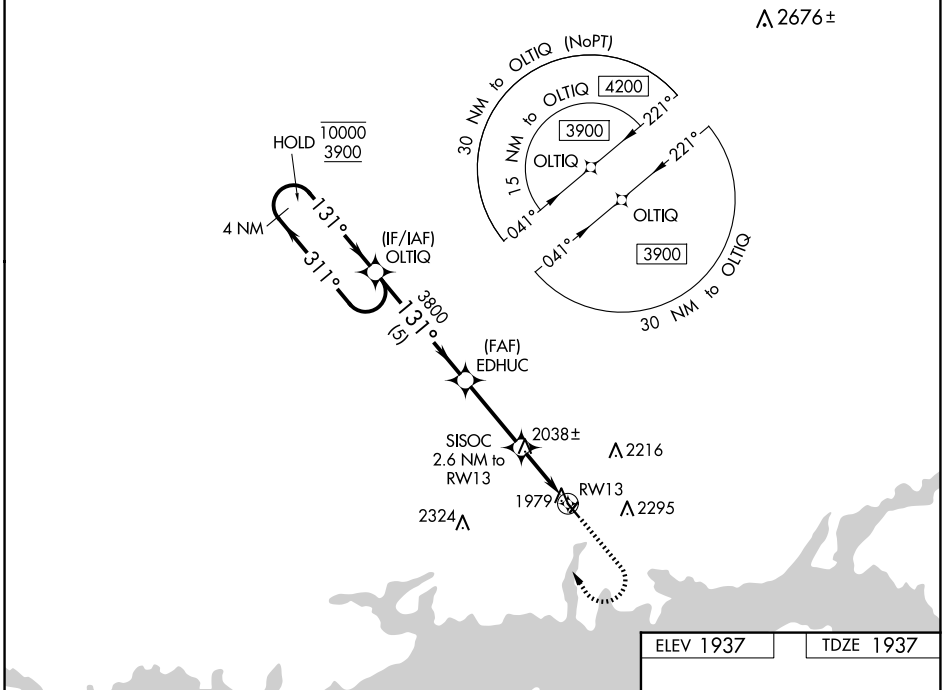 2676±
30 NM to OLTIQ (NoPT)
4200
15 NM to OLTIQ
3900
221°
OLTIQ
041°
221°
OLTIQ
041°
3900
30 NM to OLTIQ
HOLD
10000
3900
4 NM
131°
311°
(IF/IAF)
OLTIQ
3800
131°
(5)
(FAF)
EDHUC
SISOC
2.6 NM to
RW13
2038±
2216
1979
RW13
2295
2324
ELEV 1937
TDZE 1937